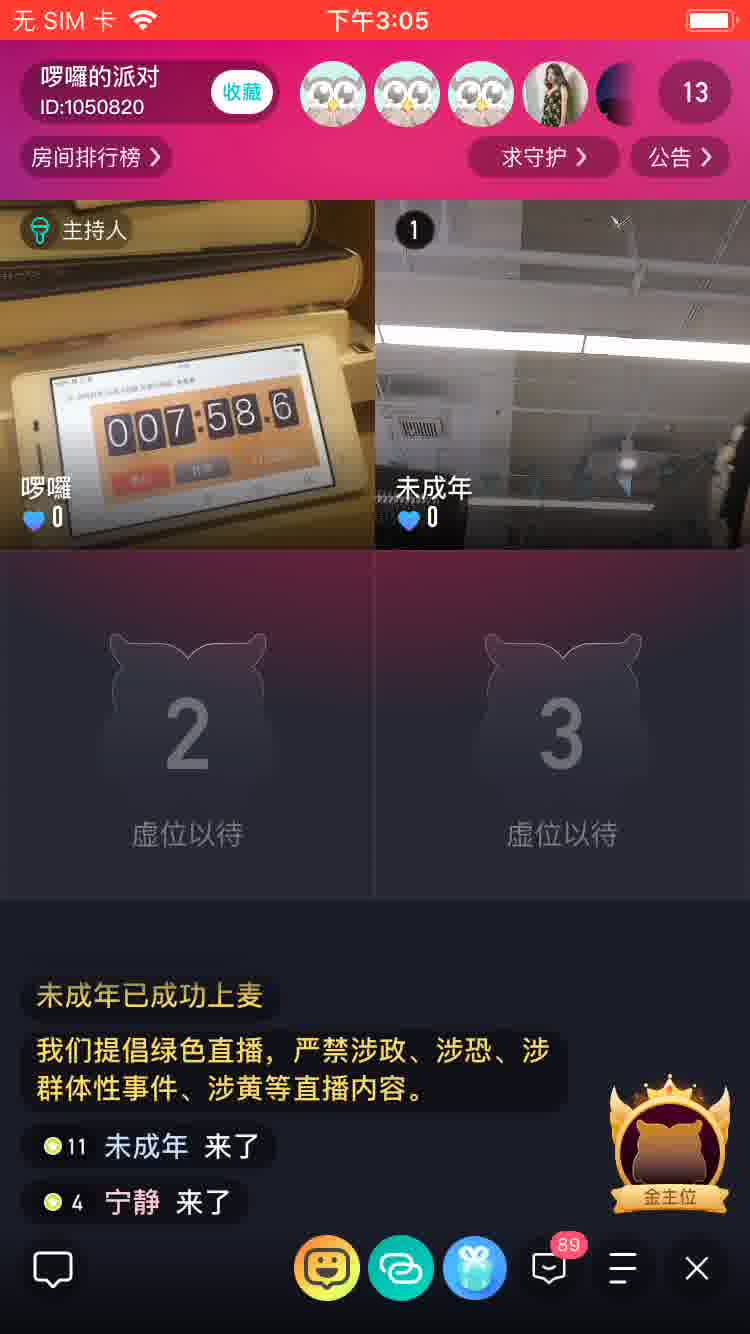 无 SIM 卡
下午3:05
啰囉的派对
ID:1050820
收藏
13
房间排行榜
求守护
公告
主持人
1
007:58.6
啰囉
0
未成年
0
2
3
虚位以待
虚位以待
未成年已成功上麦
我们提倡绿色直播，严禁涉政、涉恐、涉
群体性事件、涉黄等直播内容。
11 未成年 来了
4 宁静 来了
金主位
89